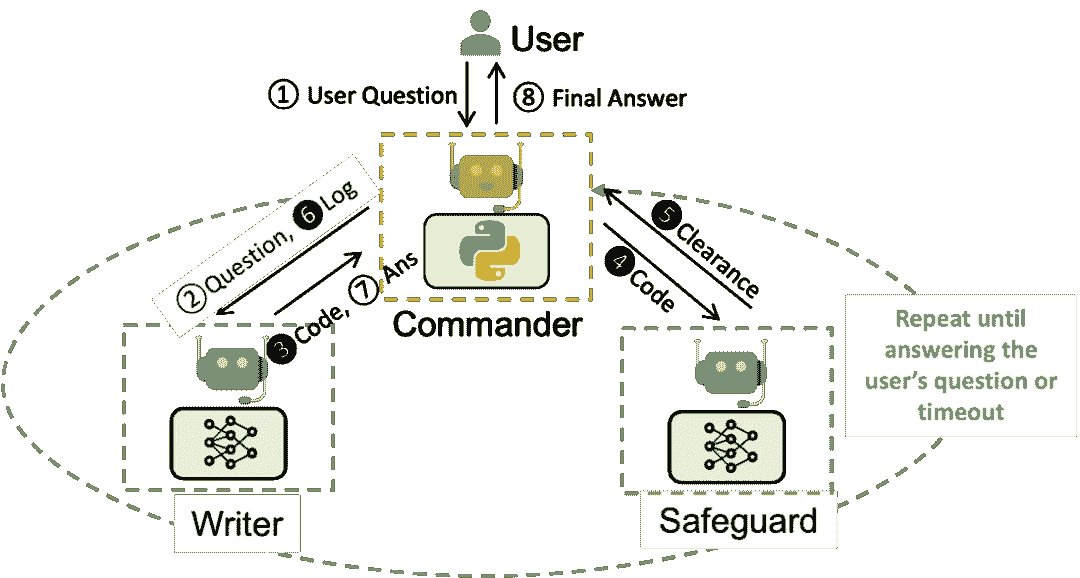 User
① User Question
⑧ Final Answer
② Question, ❻ Log
❸ Code, ⑦ Ans
❺ Clearance
❹ Code
Commander
Repeat until
answering the
user's question or
timeout
Writer
Safeguard